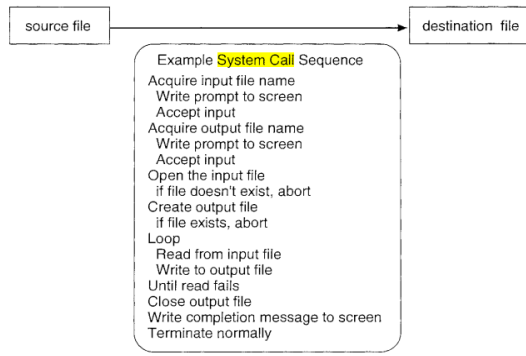 source file
destination file
Example System Call Sequence
Acquire input file name
Write prompt to screen
Accept input
Acquire output file name
Write prompt to screen
Accept input
Open the input file
if file doesn't exist, abort
Create output file
if file exists, abort
Loop
Read from input file
Write to output file
Until read fails
Close output file
Write completion message to screen
Terminate normally